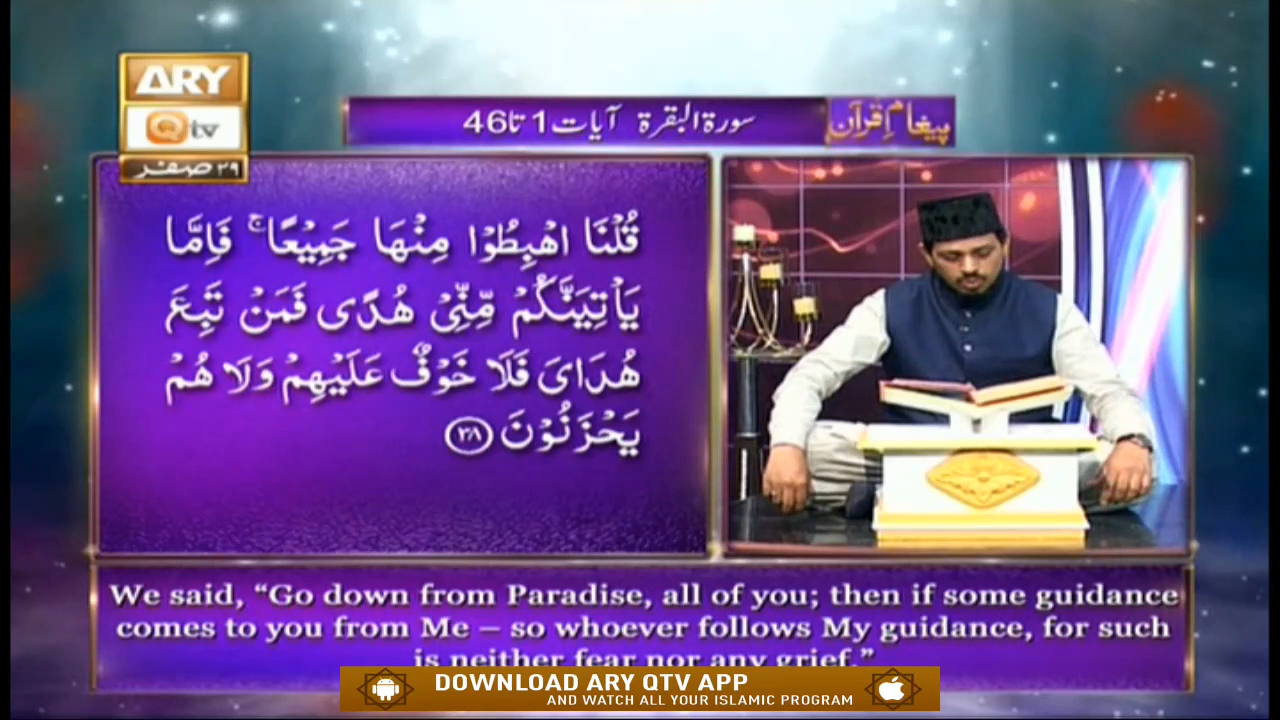 ARY
Qtv
۲۹ صفر
پیغامِ قرآن
سورۃ البقرۃ آیات 1 تا 46
قُلْنَا اهْبِطُوْا مِنْهَا جَمِیْعًا ۚ فَاِمَّا
یَاْتِیَنَّكُمْ مِّنِّیْ هُدًی فَمَنْ تَبِعَ
هُدَایَ فَلَا خَوْفٌ عَلَیْهِمْ وَلَا هُمْ
یَحْزَنُوْنَ ﴿۳۸﴾
We said, “Go down from Paradise, all of you; then if some guidance
comes to you from Me – so whoever follows My guidance, for such
is neither fear nor any grief.”
DOWNLOAD ARY QTV APP
AND WATCH ALL YOUR ISLAMIC PROGRAM